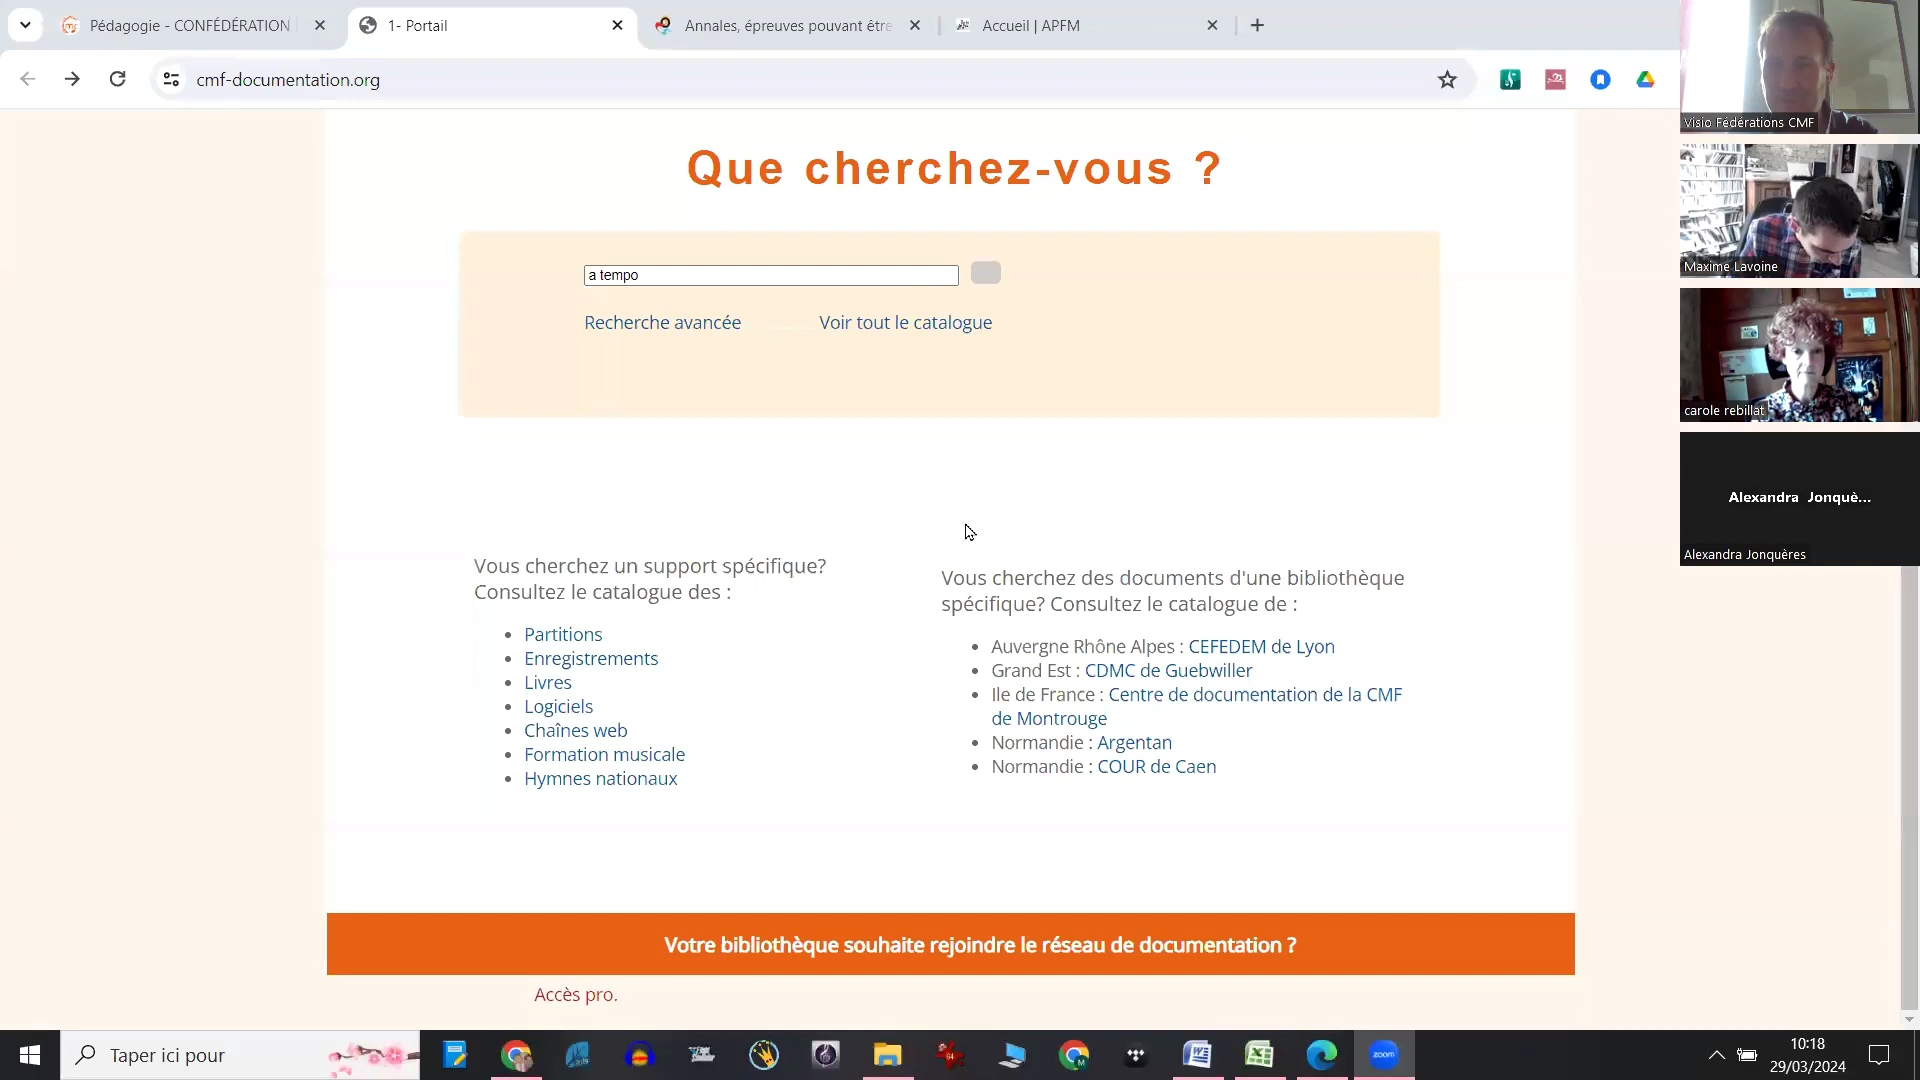 Pédagogie - CONFÉDÉRATION
1- Portail
Annales, épreuves pouvant être
Accueil | APFM
cmf-documentation.org
Que cherchez-vous ?
a tempo
Recherche avancée
Voir tout le catalogue
Vous cherchez un support spécifique?
Consultez le catalogue des :
Partitions
Enregistrements
Livres
Logiciels
Chaînes web
Formation musicale
Hymnes nationaux
Vous cherchez des documents d'une bibliothèque
spécifique? Consultez le catalogue de :
Auvergne Rhône Alpes : CEFEDEM de Lyon
Grand Est : CDMC de Guebwiller
Ile de France : Centre de documentation de la CMF
de Montrouge
Normandie : Argentan
Normandie : COUR de Caen
Votre bibliothèque souhaite rejoindre le réseau de documentation ?
Accès pro.
Visio Fédérations CMF
Maxime Lavoine
carole rebillat
Alexandra Jonquè...
Alexandra Jonquères
Taper ici pour
zoom
10:18
29/03/2024